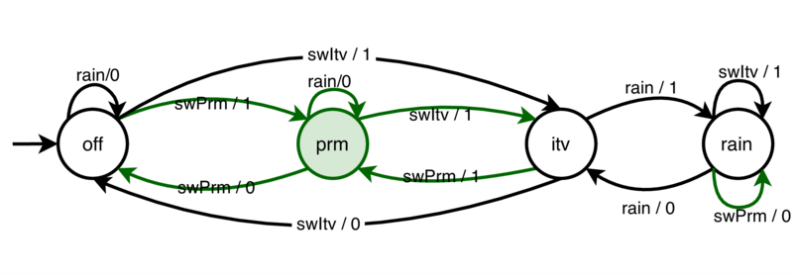 swItv / 1
rain/0
swPrm / 1
rain/0
swItv / 1
rain / 1
swItv / 1
off
prm
itv
rain
swPrm / 0
swPrm / 1
swItv / 0
rain / 0
swPrm / 0